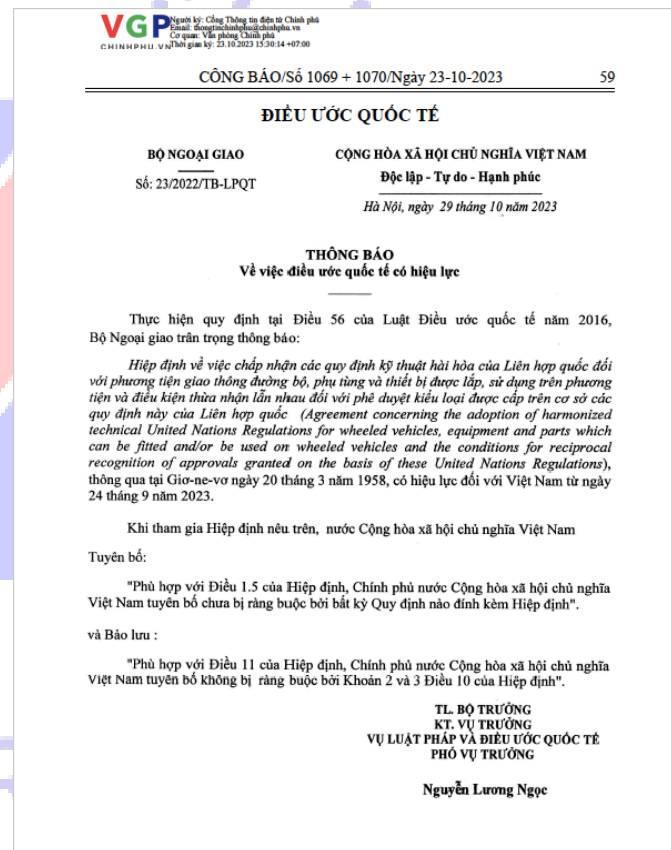 VGP
CHINHPHU.VN
Người ký: Cổng Thông tin điện tử Chính phủ
Email: thongtinchinhphu@chinhphu.vn
Cơ quan: Văn phòng Chính phủ
Thời gian ký: 23.10.2023 15:30:14 +07:00
CÔNG BÁO/Số 1069 + 1070/Ngày 23-10-2023 59
ĐIỀU ƯỚC QUỐC TẾ
BỘ NGOẠI GIAO
CỘNG HÒA XÃ HỘI CHỦ NGHĨA VIỆT NAM
Số: 23/2022/TB-LPQT
Độc lập - Tự do - Hạnh phúc
Hà Nội, ngày 29 tháng 10 năm 2023
THÔNG BÁO
Về việc điều ước quốc tế có hiệu lực
Thực hiện quy định tại Điều 56 của Luật Điều ước quốc tế năm 2016,
Bộ Ngoại giao trân trọng thông báo:
Hiệp định về việc chấp nhận các quy định kỹ thuật hài hòa của Liên hợp quốc đối
với phương tiện giao thông đường bộ, phụ tùng và thiết bị được lắp, sử dụng trên phương
tiện và điều kiện thừa nhận lẫn nhau đối với phê duyệt kiểu loại được cấp trên cơ sở các
quy định này của Liên hợp quốc (Agreement concerning the adoption of harmonized
technical United Nations Regulations for wheeled vehicles, equipment and parts which
can be fitted and/or be used on wheeled vehicles and the conditions for reciprocal
recognition of approvals granted on the basis of these United Nations Regulations),
thông qua tại Giơ-ne-vơ ngày 20 tháng 3 năm 1958, có hiệu lực đối với Việt Nam từ ngày
24 tháng 9 năm 2023.
Khi tham gia Hiệp định nêu trên, nước Cộng hòa xã hội chủ nghĩa Việt Nam
Tuyên bố:
"Phù hợp với Điều 1.5 của Hiệp định, Chính phủ nước Cộng hòa xã hội chủ nghĩa
Việt Nam tuyên bố chưa bị ràng buộc bởi bất kỳ Quy định nào đính kèm Hiệp định".
và Bảo lưu :
"Phù hợp với Điều 11 của Hiệp định, Chính phủ nước Cộng hòa xã hội chủ nghĩa
Việt Nam tuyên bố không bị ràng buộc bởi Khoản 2 và 3 Điều 10 của Hiệp định".
TL. BỘ TRƯỞNG
KT. VỤ TRƯỞNG
VỤ LUẬT PHÁP VÀ ĐIỀU ƯỚC QUỐC TẾ
PHÓ VỤ TRƯỞNG
Nguyễn Lương Ngọc